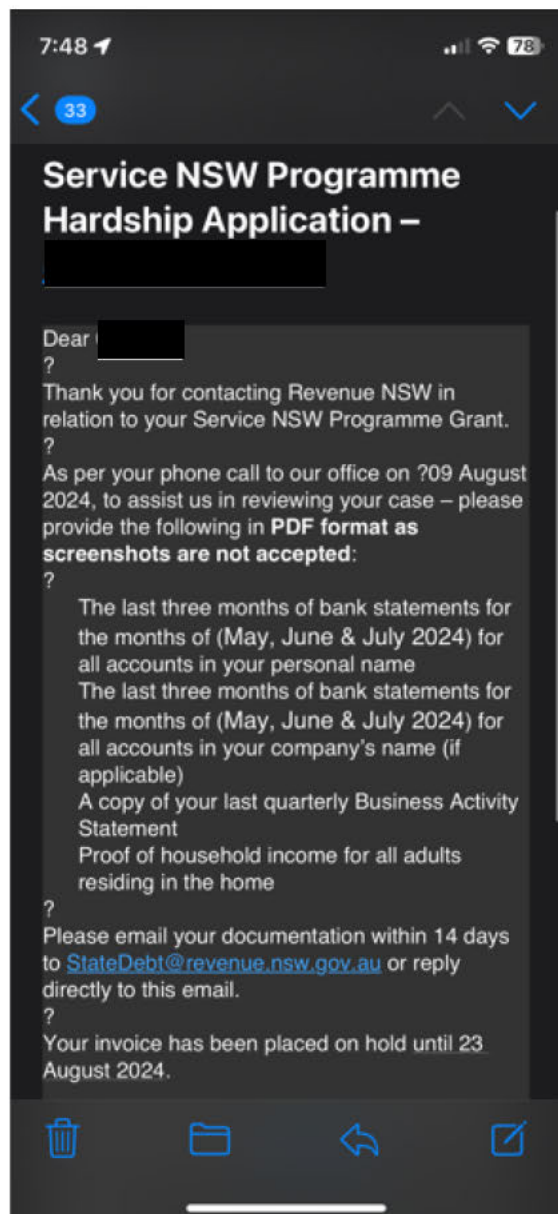 7:48
78
33
Service NSW Programme
Hardship Application –
Dear
?
Thank you for contacting Revenue NSW in
relation to your Service NSW Programme Grant.
?
As per your phone call to our office on ?09 August
2024, to assist us in reviewing your case – please
provide the following in PDF format as
screenshots are not accepted:
?
The last three months of bank statements for
the months of (May, June & July 2024) for
all accounts in your personal name
The last three months of bank statements for
the months of (May, June & July 2024) for
all accounts in your company's name (if
applicable)
A copy of your last quarterly Business Activity
Statement
Proof of household income for all adults
residing in the home
?
Please email your documentation within 14 days
to StateDebt@revenue.nsw.gov.au or reply
directly to this email.
?
Your invoice has been placed on hold until 23
August 2024.